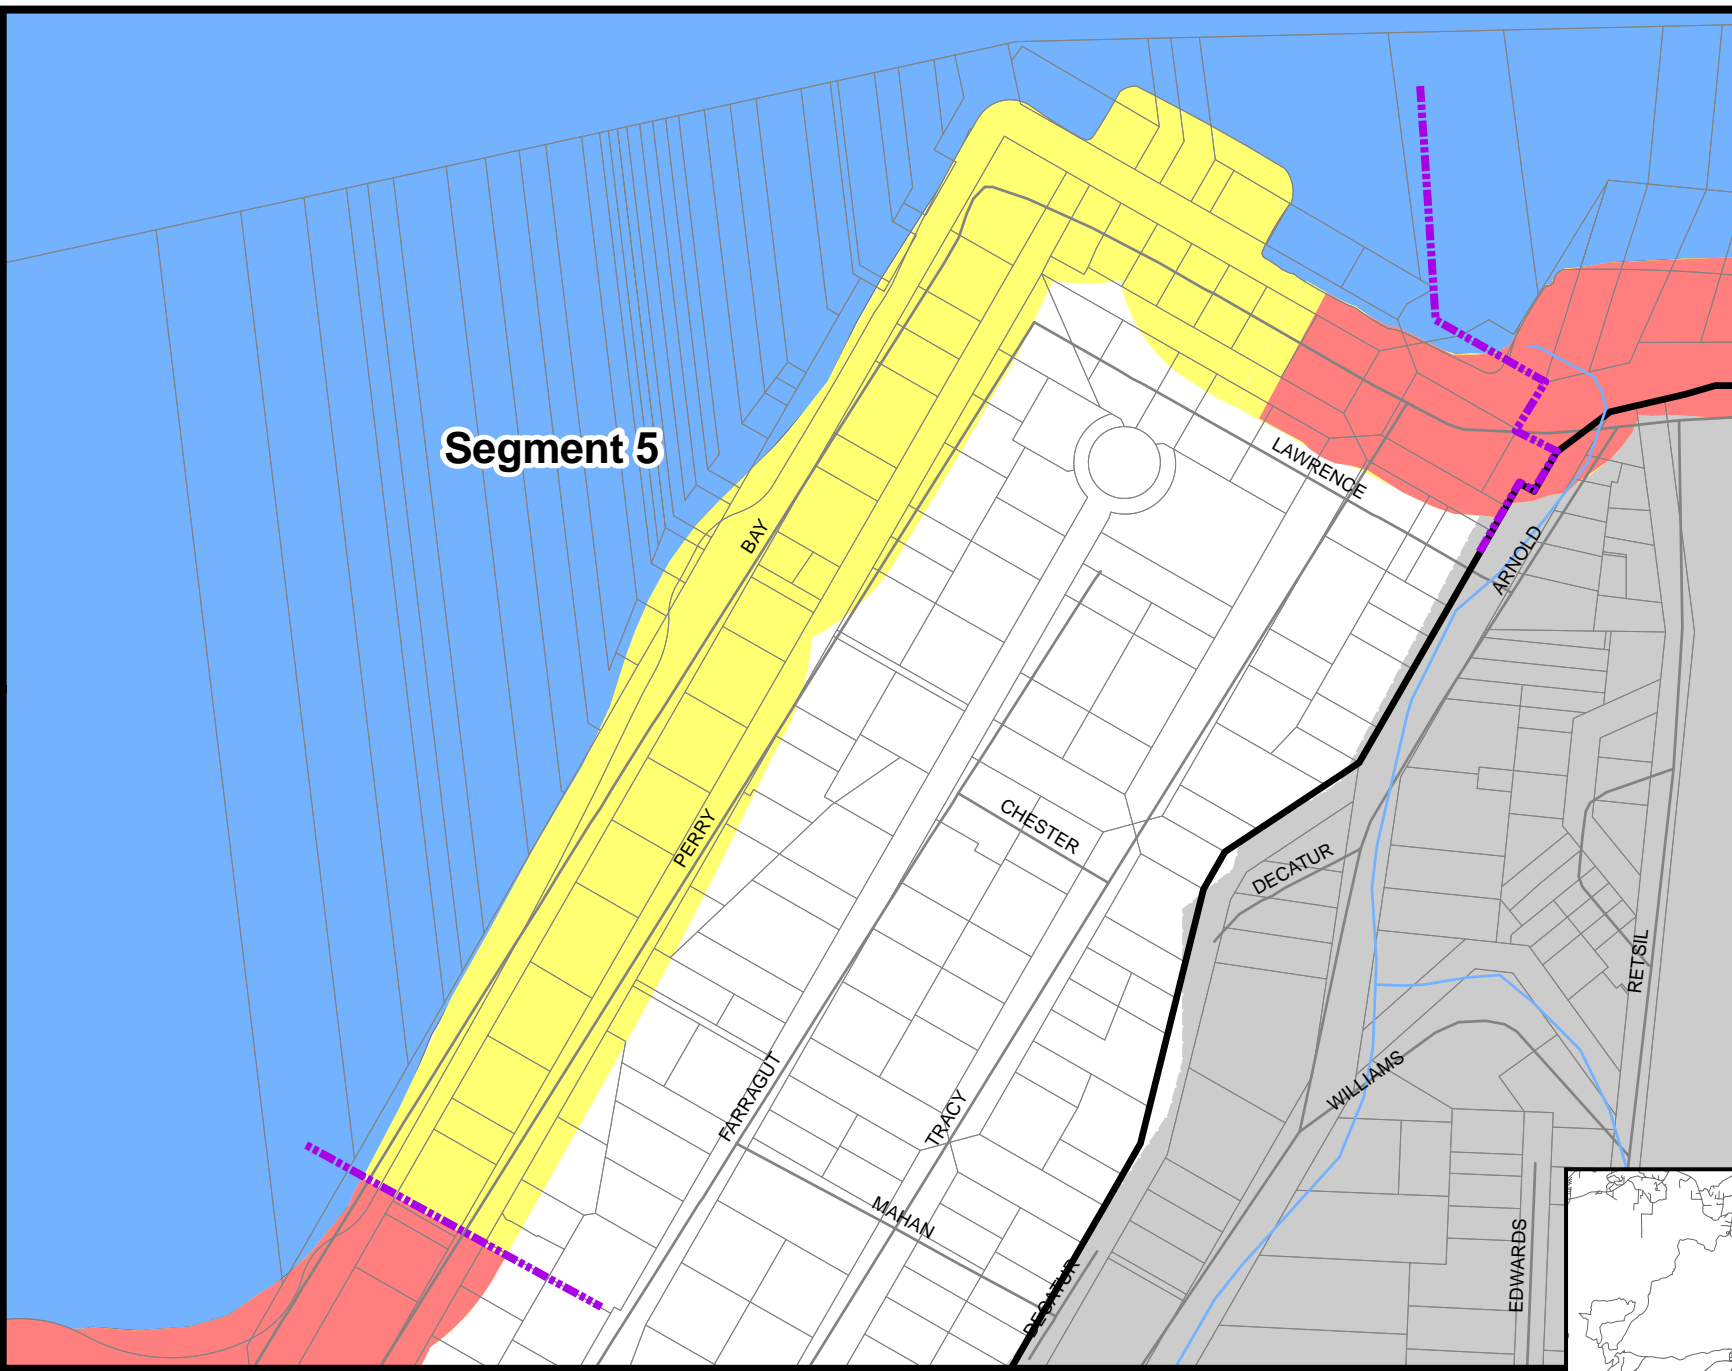 Segment 5
LAWRENCE
BAY
ARNOLD
PERRY
CHESTER
DECATUR
RETSIL
FARRAGUT
TRACY
WILLIAMS
MAHAN
DECATUR
EDWARDS